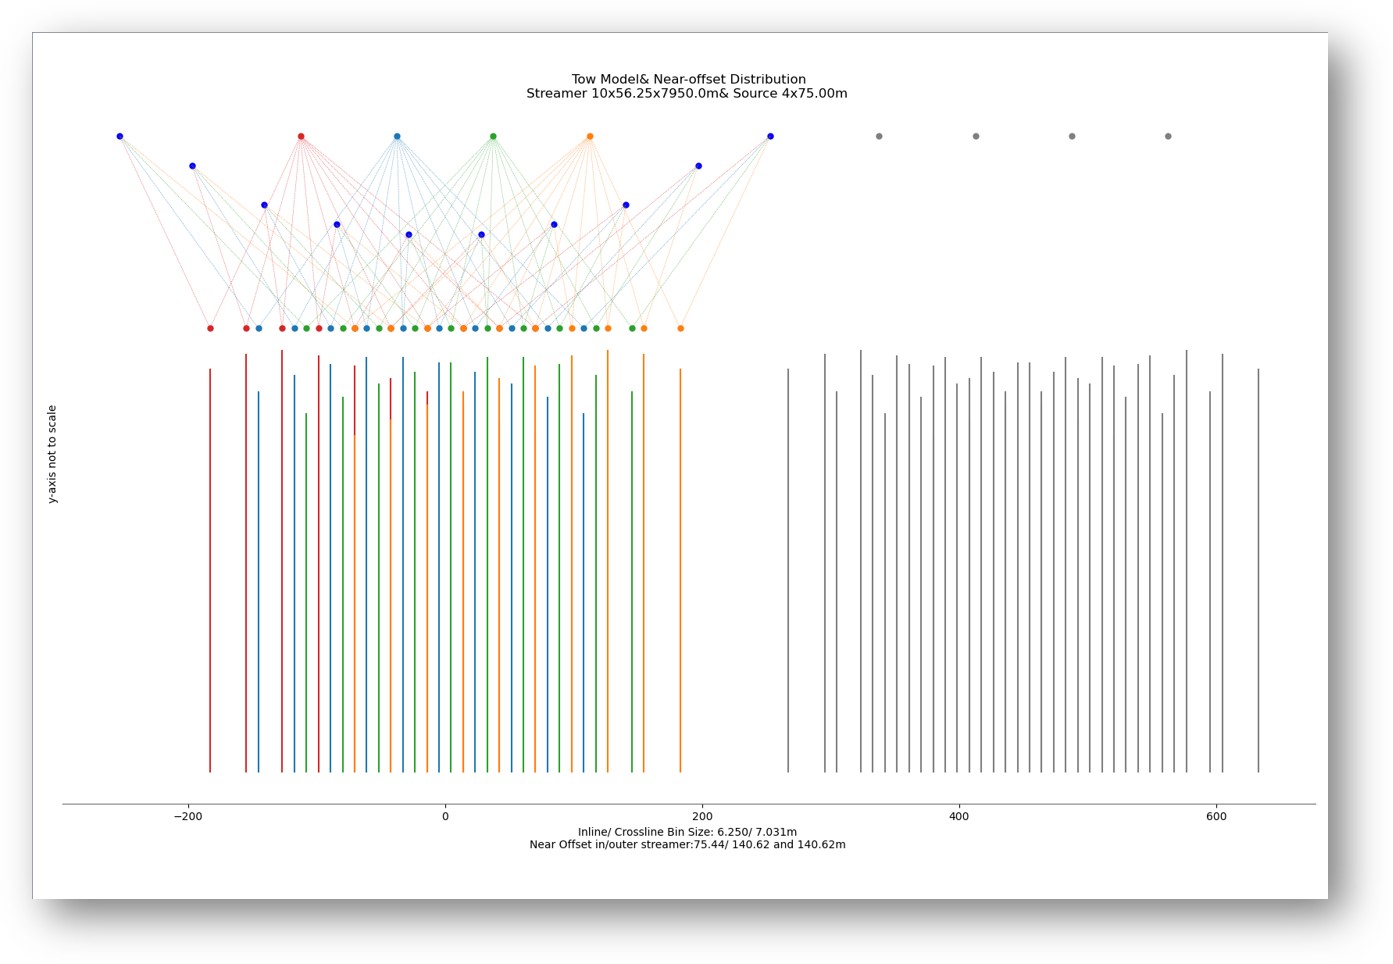 Tow Model& Near-offset Distribution
Streamer 10x56.25x7950.0m& Source 4x75.00m
y-axis not to scale
−200 0 200 400 600
Inline/ Crossline Bin Size: 6.250/ 7.031m
Near Offset in/outer streamer:75.44/ 140.62 and 140.62m